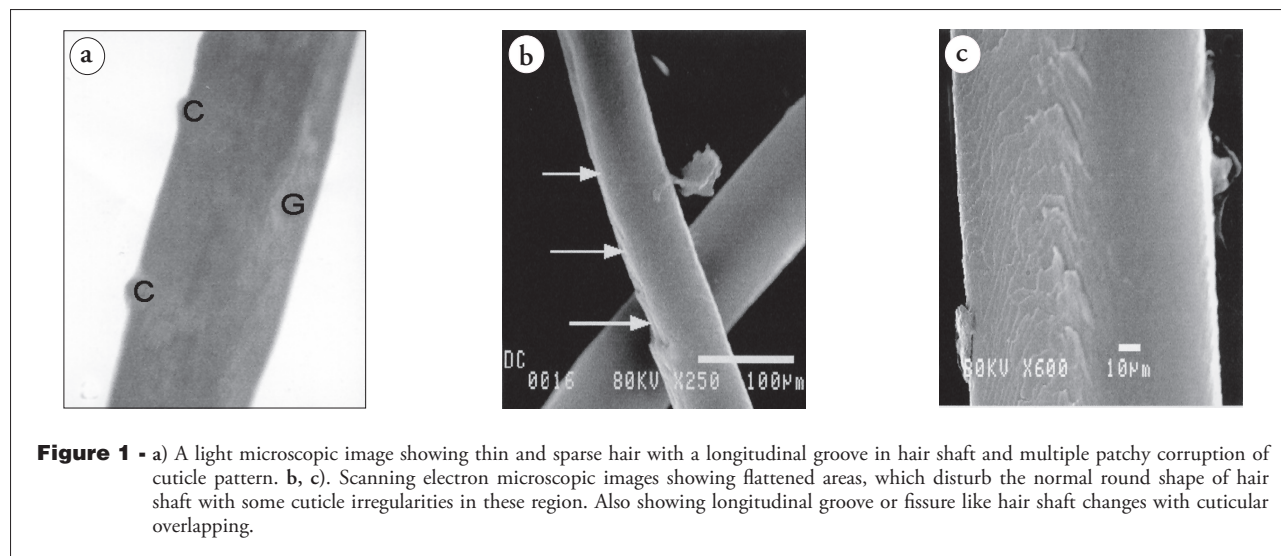 a
C
G
C
b
DC
0016 80KV X250 100µm
c
80KV X600 10µm
Figure 1 - a) A light microscopic image showing thin and sparse hair with a longitudinal groove in hair shaft and multiple patchy corruption of
cuticle pattern. b, c). Scanning electron microscopic images showing flattened areas, which disturb the normal round shape of hair
shaft with some cuticle irregularities in these region. Also showing longitudinal groove or fissure like hair shaft changes with cuticular
overlapping.